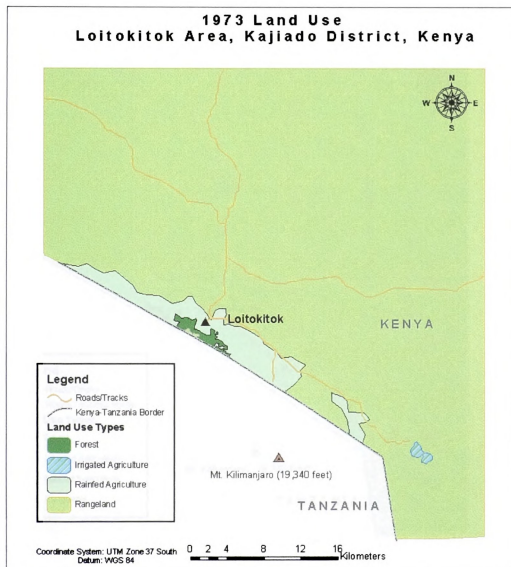 1973 Land Use
Loitokitok Area, Kajiado District, Kenya
N
W E
S
Loitokitok
KENYA
Legend
Roads/Tracks
Kenya-Tanzania Border
Land Use Types
Forest
Irrigated Agriculture
Rainfed Agriculture
Rangeland
Mt. Kilimanjaro (19,340 feet)
TANZANIA
Coordinate System: UTM Zone 37 South
Datum: WGS 84
0 2 4 8 12 16
Kilometers